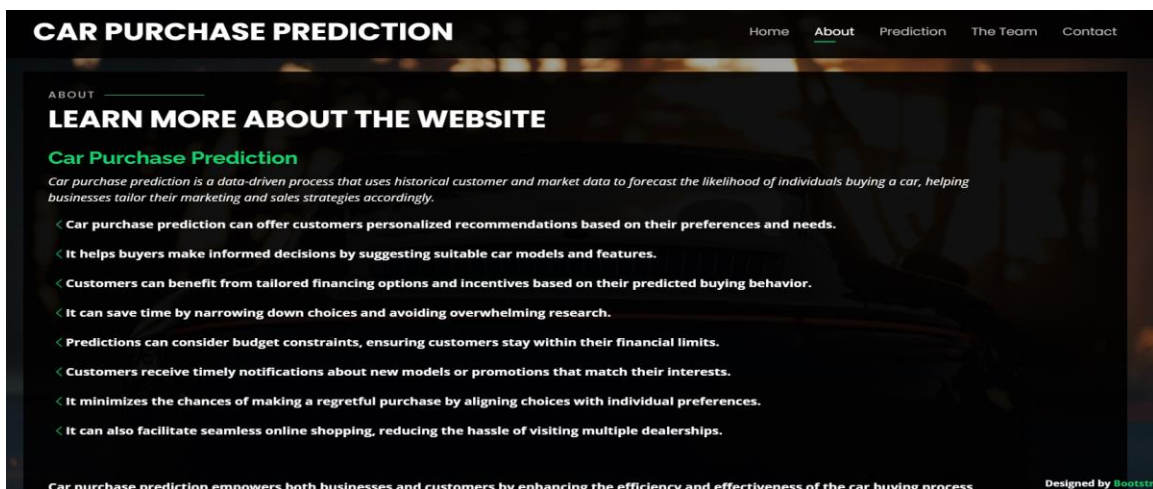 CAR PURCHASE PREDICTION
Home About Prediction The Team Contact
ABOUT
LEARN MORE ABOUT THE WEBSITE
Car Purchase Prediction
Car purchase prediction is a data-driven process that uses historical customer and market data to forecast the likelihood of individuals buying a car, helping
businesses tailor their marketing and sales strategies accordingly.
Car purchase prediction can offer customers personalized recommendations based on their preferences and needs.
It helps buyers make informed decisions by suggesting suitable car models and features.
Customers can benefit from tailored financing options and incentives based on their predicted buying behavior.
It can save time by narrowing down choices and avoiding overwhelming research.
Predictions can consider budget constraints, ensuring customers stay within their financial limits.
Customers receive timely notifications about new models or promotions that match their interests.
It minimizes the chances of making a regretful purchase by aligning choices with individual preferences.
It can also facilitate seamless online shopping, reducing the hassle of visiting multiple dealerships.
Car purchase prediction empowers both businesses and customers by enhancing the efficiency and effectiveness of the car buying process
Designed by Bootstr